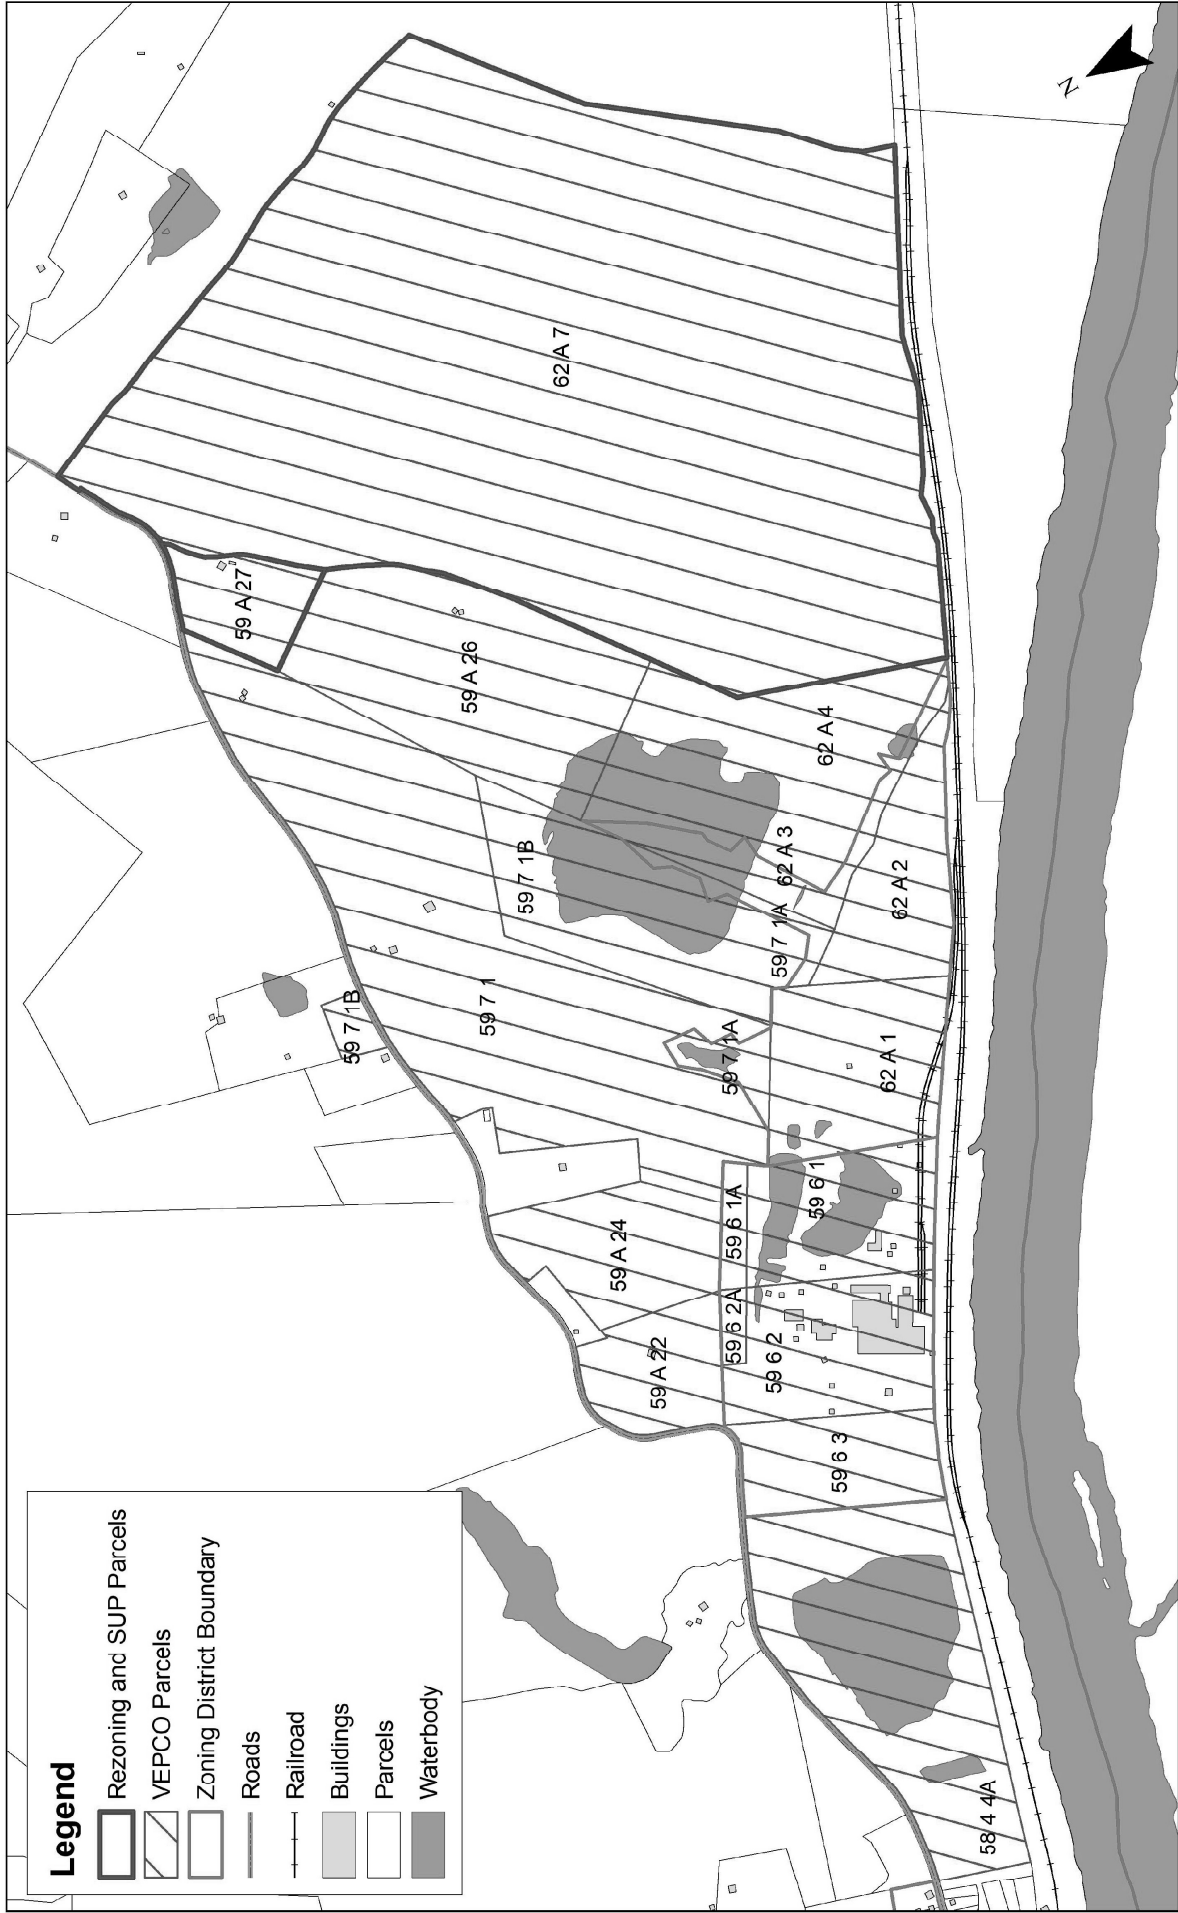 Legend
Rezoning and SUP Parcels
VEPCO Parcels
Zoning District Boundary
Roads
Railroad
Buildings
Parcels
Waterbody
N
62 A 7
59 A 27
59 A 26
62 A 4
59 7 1B
62 A 3
62 A 2
59 7 1A
59 7 1
59 7 1B
59 7 1A
62 A 1
59 6 1
59 6 1A
59 A 24
59 6 2A
59 6 2
59 A 22
59 6 3
58 4 4A